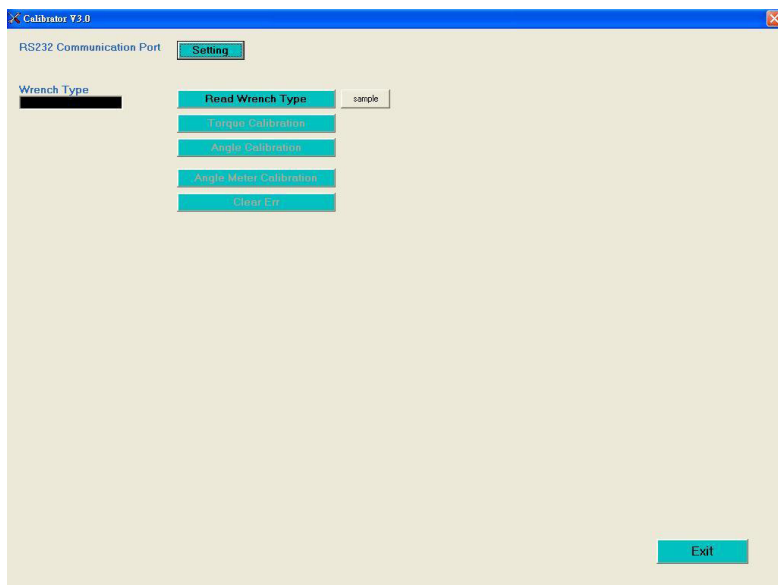 Calibrator V3.0
RS232 Communication Port
Setting
Wrench Type
Read Wrench Type
sample
Torque Calibration
Angle Calibration
Angle Meter Calibration
Clear Err
Exit